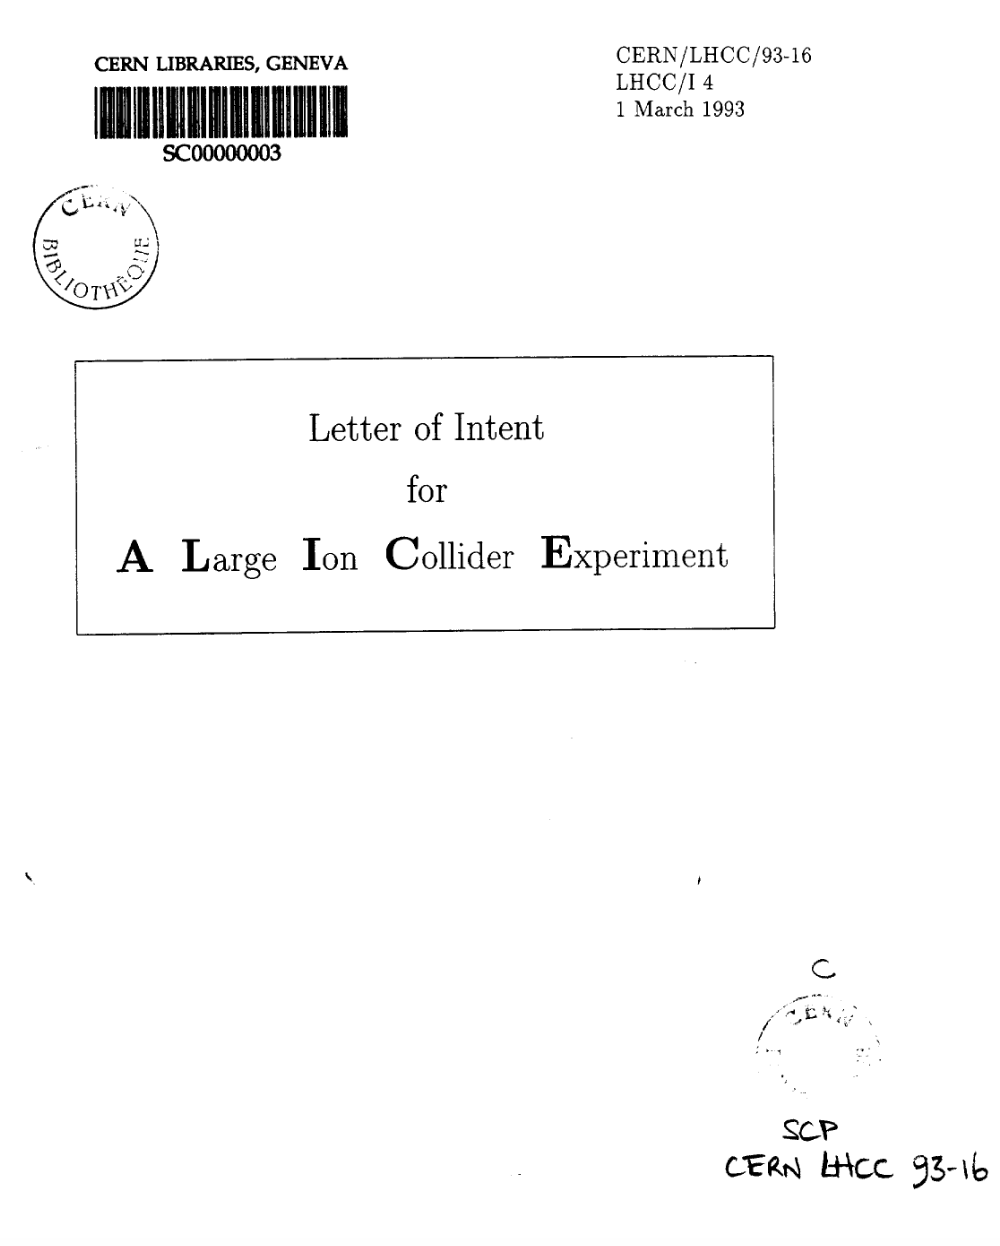 CERN LIBRARIES, GENEVA
SC00000003
CERN/LHCC/93-16
LHCC/I 4
1 March 1993
CERN
BIBLIOTHÈQUE
Letter of Intent
for
A Large Ion Collider Experiment
C
CERN
SCP
CERN LHCC 93-16